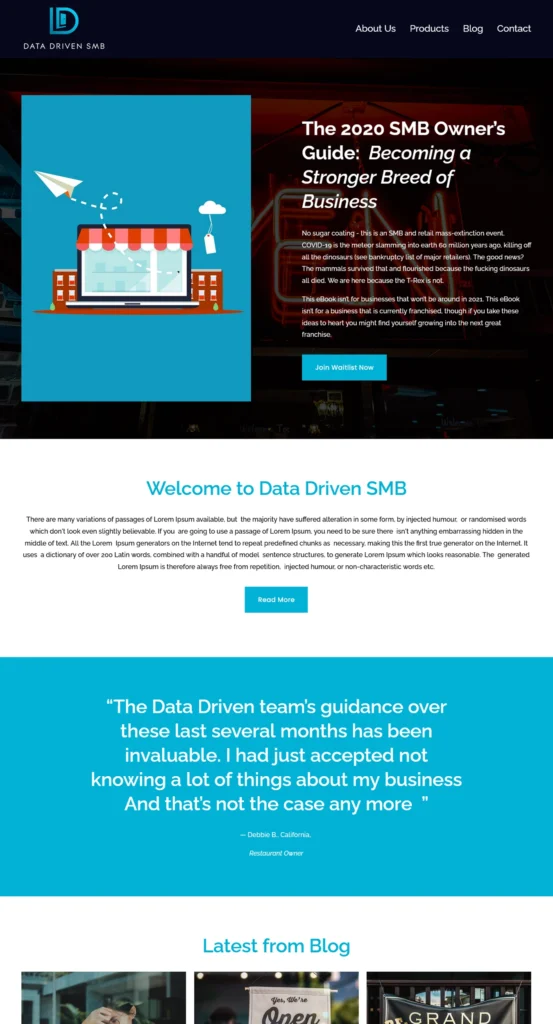 DATA DRIVEN SMB
About Us Products Blog Contact
The 2020 SMB Owner's
Guide: Becoming a
Stronger Breed of
Business
No sugar coating - this is an SMB and retail mass-extinction event.
COVID-19 is the meteor slamming into earth 60 million years ago, killing off
all the dinosaurs (see bankruptcy list of major retailers). The good news?
The mammals survived that and flourished because the fucking dinosaurs
all died. We are here because the T-Rex is not.
This eBook isn't for businesses that won't be around in 2021, This eBook
isn't for a business that is currently franchised, though if you take these
ideas to heart you might find yourself growing into the next great
franchise.
Join Waitlist Now
Welcome to Data Driven SMB
There are many variations of passages of Lorem Ipsum available, but the majority have suffered alteration in some form, by injected humour, or randomised words
which don't look even slightly believable. If you are going to use a passage of Lorem Ipsum, you need to be sure there isn't anything embarrassing hidden in the
middle of text. All the Lorem Ipsum generators on the Internet tend to repeat predefined chunks as necessary, making this the first true generator on the Internet. It
uses a dictionary of over 200 Latin words, combined with a handful of model sentence structures, to generate Lorem Ipsum which looks reasonable. The generated
Lorem Ipsum is therefore always free from repetition, injected humour, or non-characteristic words etc.
Read More
“The Data Driven team's guidance over
these last several months has been
invaluable. I had just accepted not
knowing a lot of things about my business
And that's not the case any more ”
— Debbie B., California,
Restaurant Owner
Latest from Blog
Yes, We're
Open
GRAND